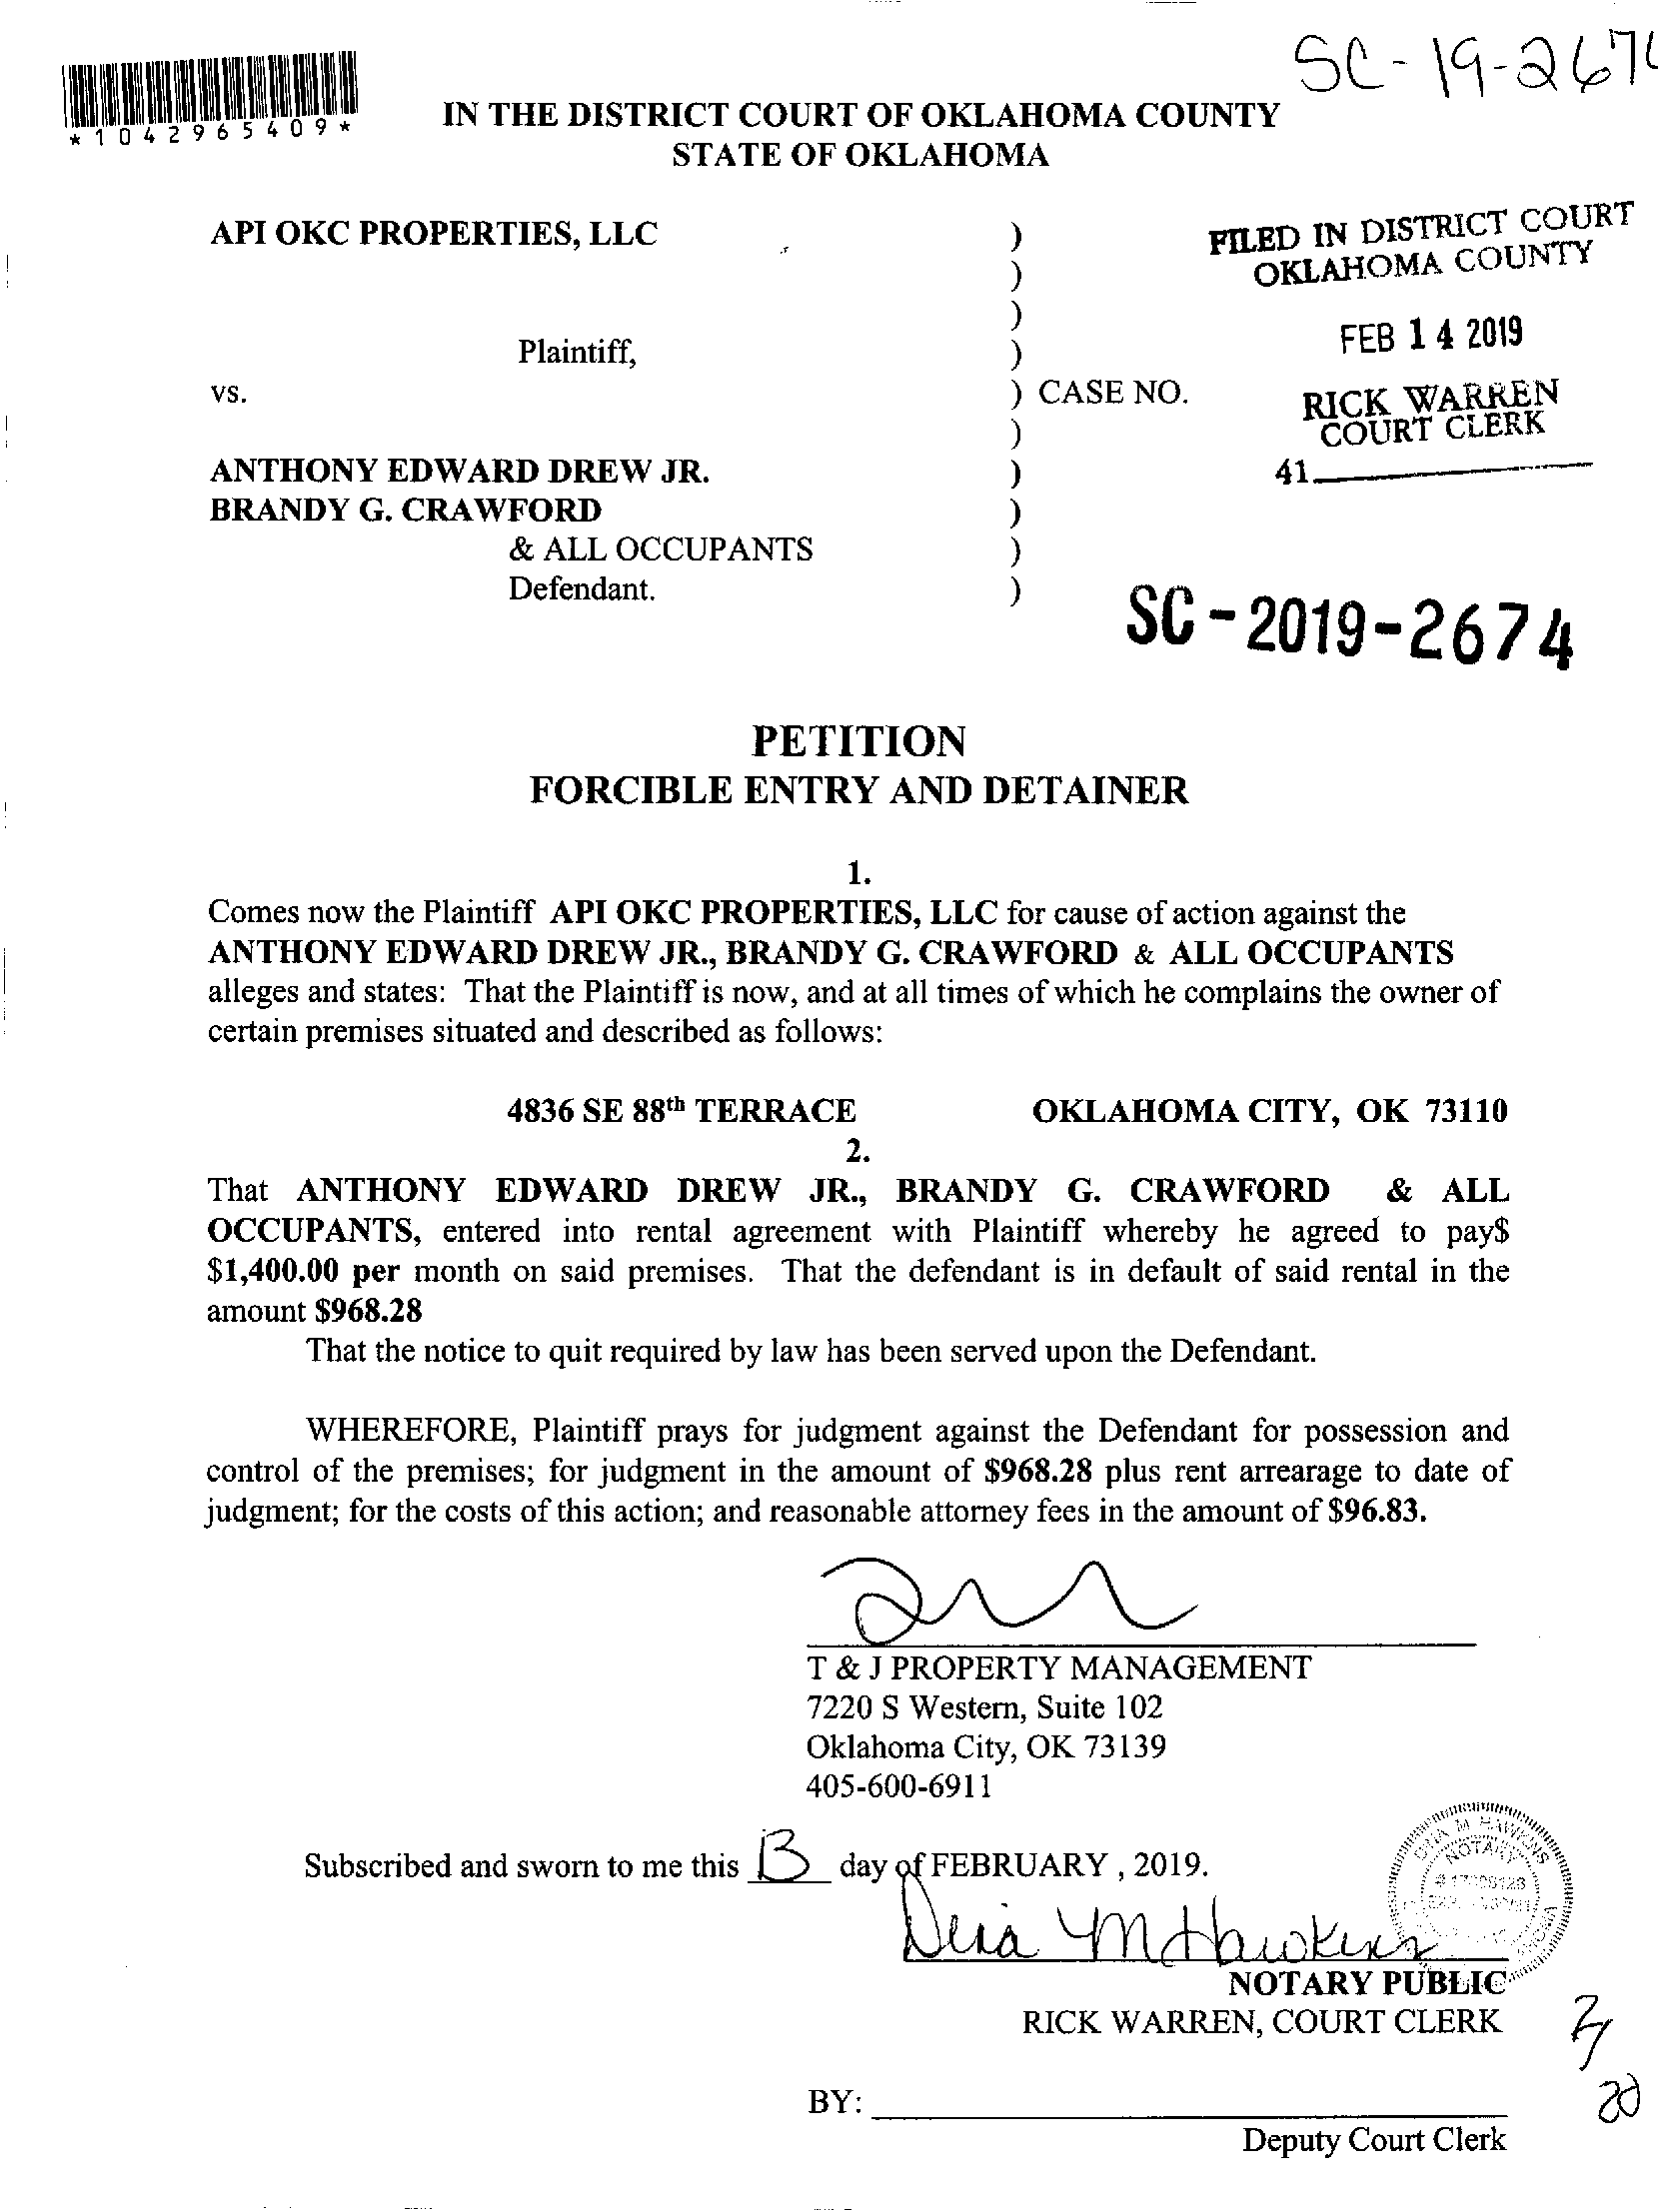 SC-19-267
*1042965409*
IN THE DISTRICT COURT OF OKLAHOMA COUNTY
STATE OF OKLAHOMA
API OKC PROPERTIES, LLC )
FILED IN DISTRICT COURT
OKLAHOMA COUNTY
)
)
Plaintiff, )
FEB 14 2019
vs. ) CASE NO.
RICK WARREN
COURT CLERK
)
ANTHONY EDWARD DREW JR. )
41
BRANDY G. CRAWFORD )
& ALL OCCUPANTS )
Defendant. )
SC-2019-2674
PETITION
FORCIBLE ENTRY AND DETAINER
1.
Comes now the Plaintiff API OKC PROPERTIES, LLC for cause of action against the
ANTHONY EDWARD DREW JR., BRANDY G. CRAWFORD & ALL OCCUPANTS
alleges and states: That the Plaintiff is now, and at all times of which he complains the owner of
certain premises situated and described as follows:
4836 SE 88th TERRACE OKLAHOMA CITY, OK 73110
2.
That ANTHONY EDWARD DREW JR., BRANDY G. CRAWFORD & ALL
OCCUPANTS, entered into rental agreement with Plaintiff whereby he agreed to pay$
$1,400.00 per month on said premises. That the defendant is in default of said rental in the
amount $968.28
That the notice to quit required by law has been served upon the Defendant.
WHEREFORE, Plaintiff prays for judgment against the Defendant for possession and
control of the premises; for judgment in the amount of $968.28 plus rent arrearage to date of
judgment; for the costs of this action; and reasonable attorney fees in the amount of $96.83.
T & J PROPERTY MANAGEMENT
7220 S Western, Suite 102
Oklahoma City, OK 73139
405-600-6911
Subscribed and sworn to me this 13 day of FEBRUARY , 2019.
M HAWKINS
NOTARY
M Hawkins
NOTARY PUBLIC
RICK WARREN, COURT CLERK
BY:
Deputy Court Clerk